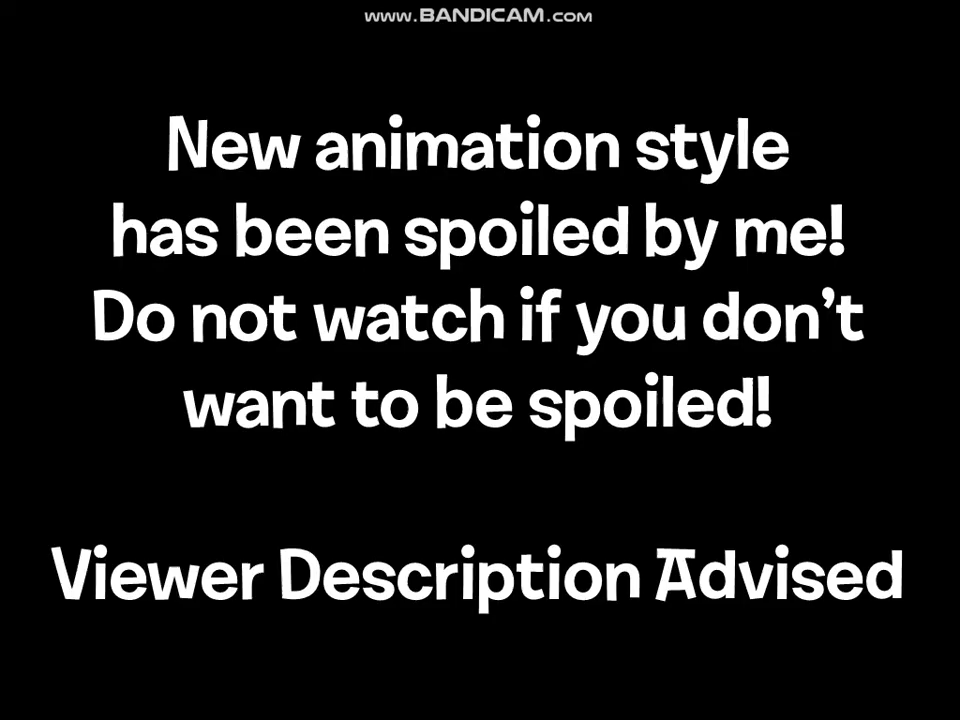 www.BANDICAM.com
New animation style
has been spoiled by me!
Do not watch if you don’t
want to be spoiled!
Viewer Description Advised